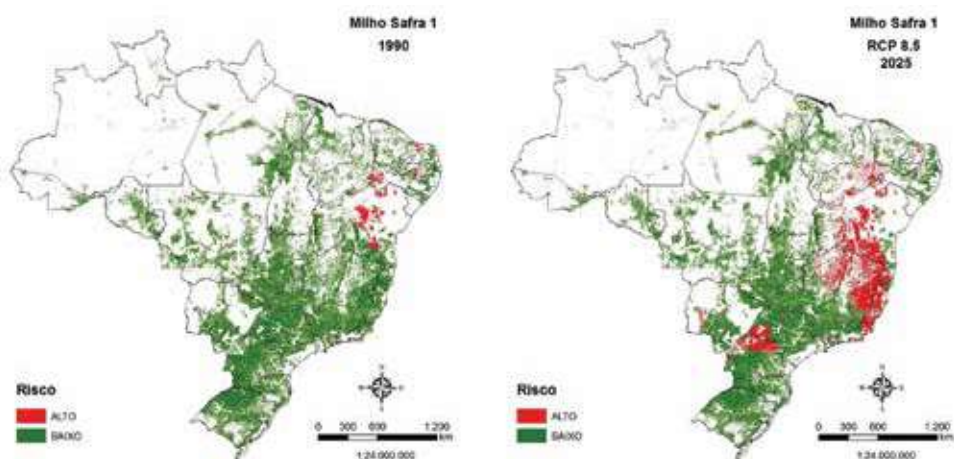 Milho Safra 1
1990
Risco
ALTO
BAIXO
0 300 600 1.200
km
1:24.000.000
Milho Safra 1
RCP 8.5
2025
Risco
ALTO
BAIXO
0 300 600 1.200
km
1:24.000.000